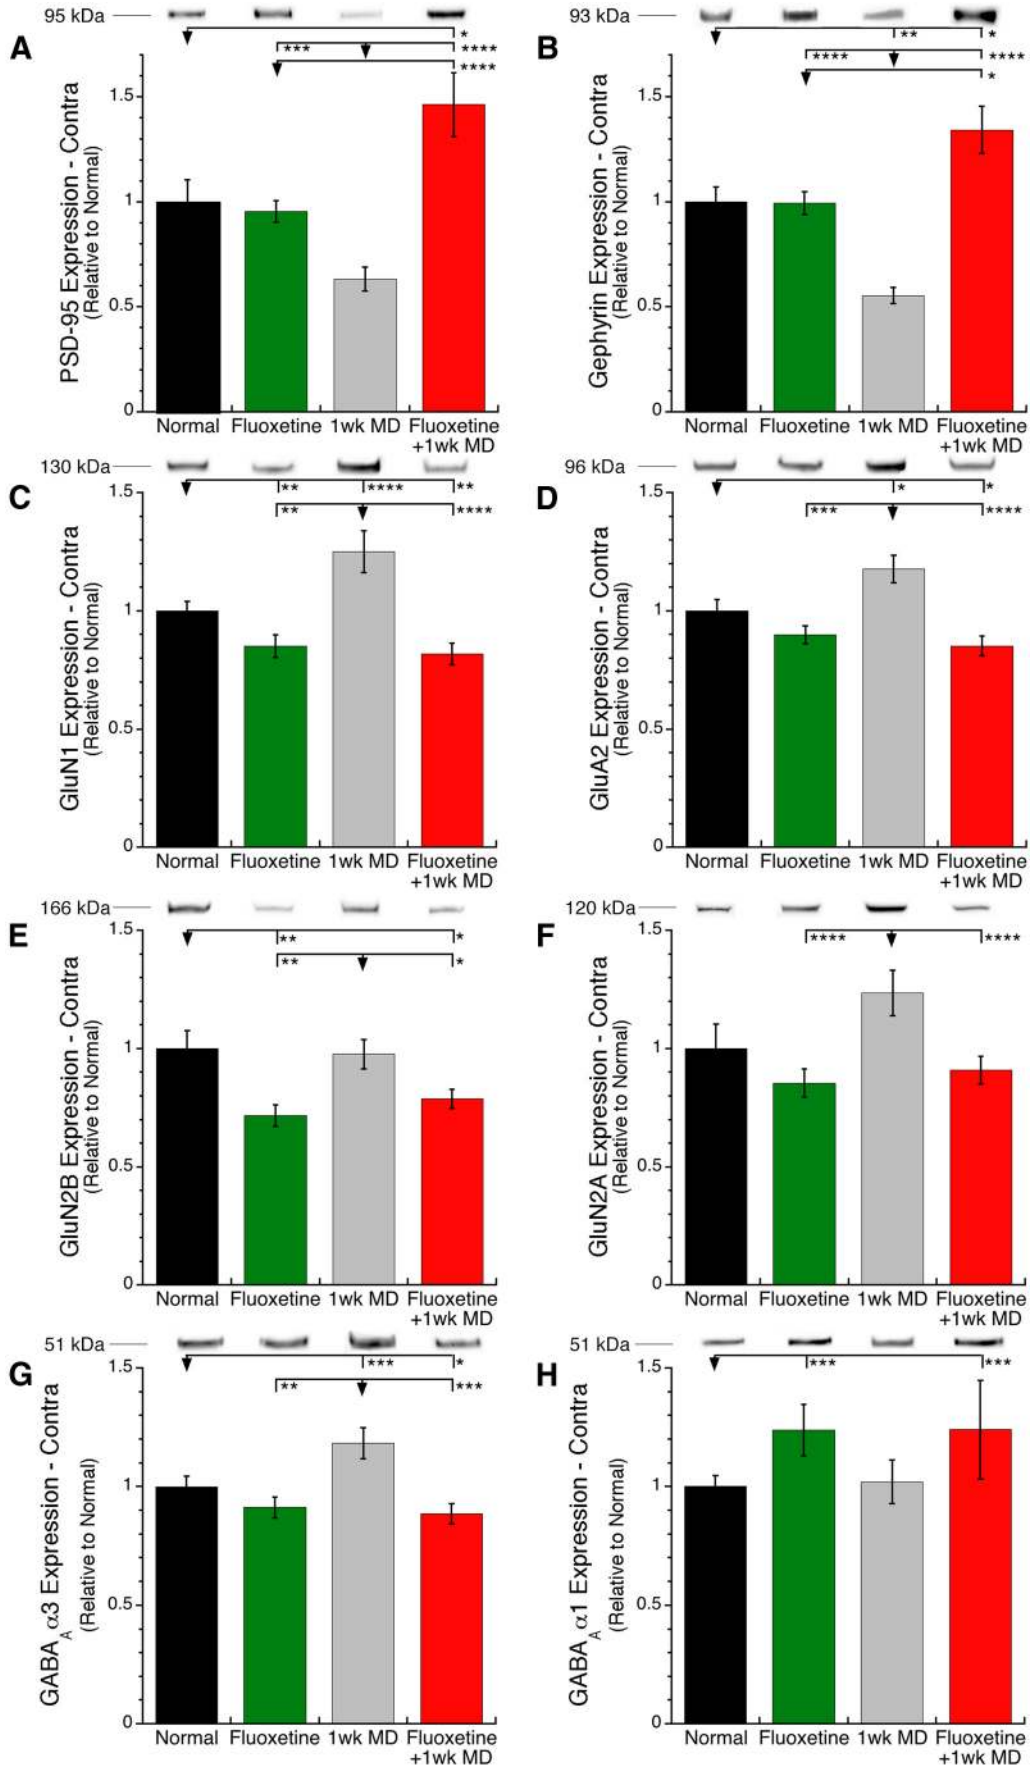 95 kDa
A
*
***
****
****
PSD-95 Expression - Contra
(Relative to Normal)
1.5
1
0.5
0
Normal
Fluoxetine
1wk MD
Fluoxetine
+1wk MD
93 kDa
B
**
*
****
****
*
Gephyrin Expression - Contra
(Relative to Normal)
1.5
1
0.5
0
Normal
Fluoxetine
1wk MD
Fluoxetine
+1wk MD
130 kDa
C
**
****
**
**
****
GluN1 Expression - Contra
(Relative to Normal)
1.5
1
0.5
0
Normal
Fluoxetine
1wk MD
Fluoxetine
+1wk MD
96 kDa
D
*
*
***
****
GluA2 Expression - Contra
(Relative to Normal)
1.5
1
0.5
0
Normal
Fluoxetine
1wk MD
Fluoxetine
+1wk MD
166 kDa
E
**
*
**
*
GluN2B Expression - Contra
(Relative to Normal)
1.5
1
0.5
0
Normal
Fluoxetine
1wk MD
Fluoxetine
+1wk MD
120 kDa
F
****
****
GluN2A Expression - Contra
(Relative to Normal)
1.5
1
0.5
0
Normal
Fluoxetine
1wk MD
Fluoxetine
+1wk MD
51 kDa
G
***
*
**
***
GABA A α3 Expression - Contra
(Relative to Normal)
1.5
1
0.5
0
Normal
Fluoxetine
1wk MD
Fluoxetine
+1wk MD
51 kDa
H
***
***
GABA A α1 Expression - Contra
(Relative to Normal)
1.5
1
0.5
0
Normal
Fluoxetine
1wk MD
Fluoxetine
+1wk MD